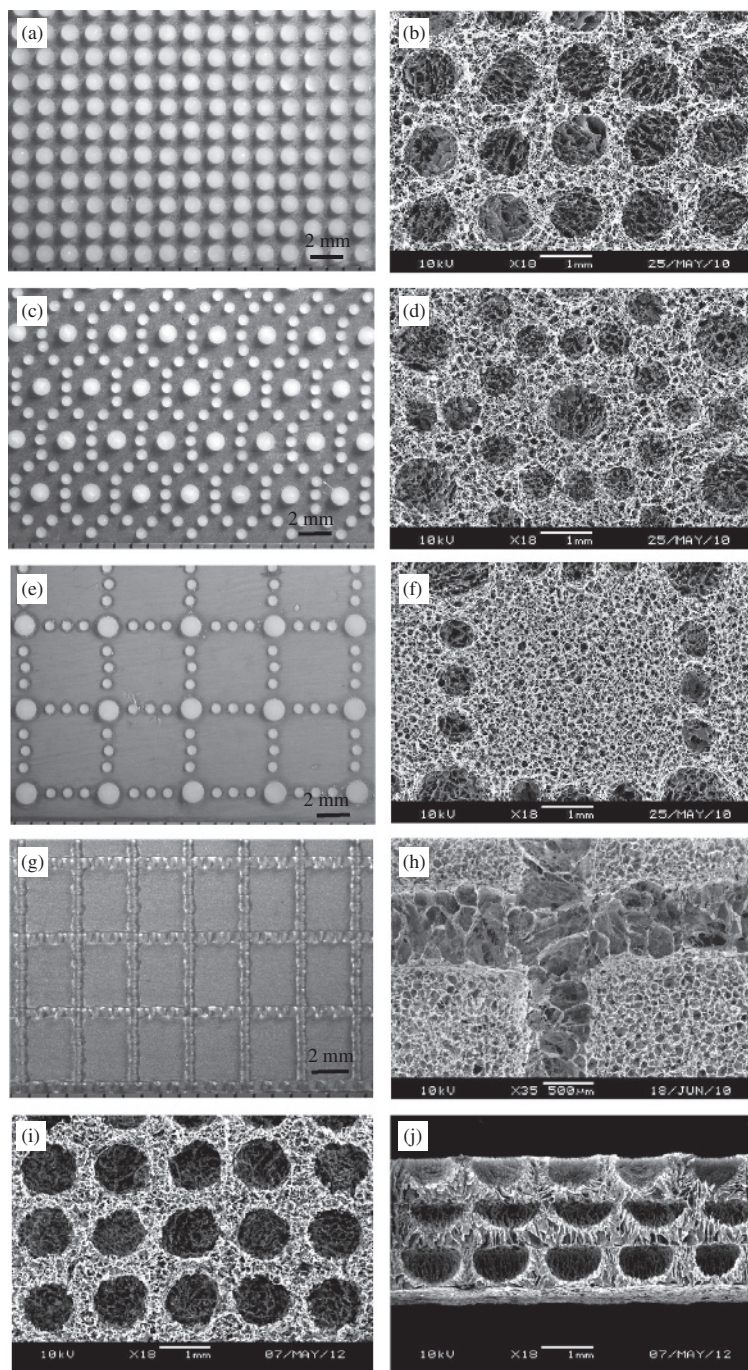 (a)
2 mm
(b)
10kV X18 1mm 25/MAY/10
(c)
2 mm
(d)
10kV X18 1mm 25/MAY/10
(e)
2 mm
(f)
10kV X18 1mm 25/MAY/10
(g)
2 mm
(h)
10kV X35 500μm 18/JUN/10
(i)
10kV X18 1mm 07/MAY/12
(j)
10kV X18 1mm 07/MAY/12